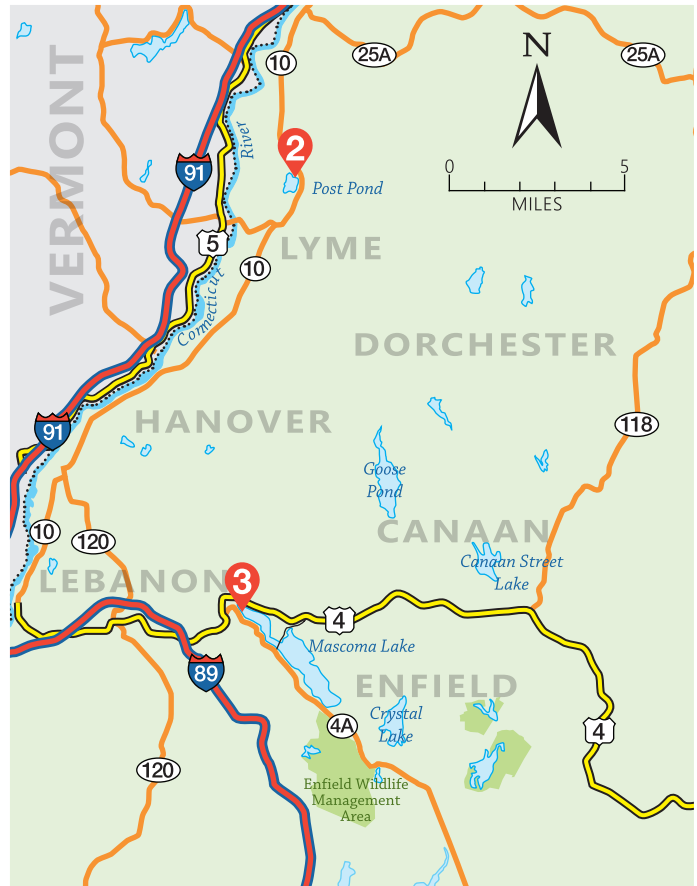 N
25A
25A
10
0
5
MILES
VERMONT
River
2
91
Post Pond
5
LYME
10
Connecticut
DORCHESTER
HANOVER
91
118
Goose
Pond
10
120
CANAAN
Canaan Street
Lake
LEBANON
3
4
Mascoma Lake
89
ENFIELD
Crystal
Lake
4A
4
120
Enfield Wildlife
Management
Area